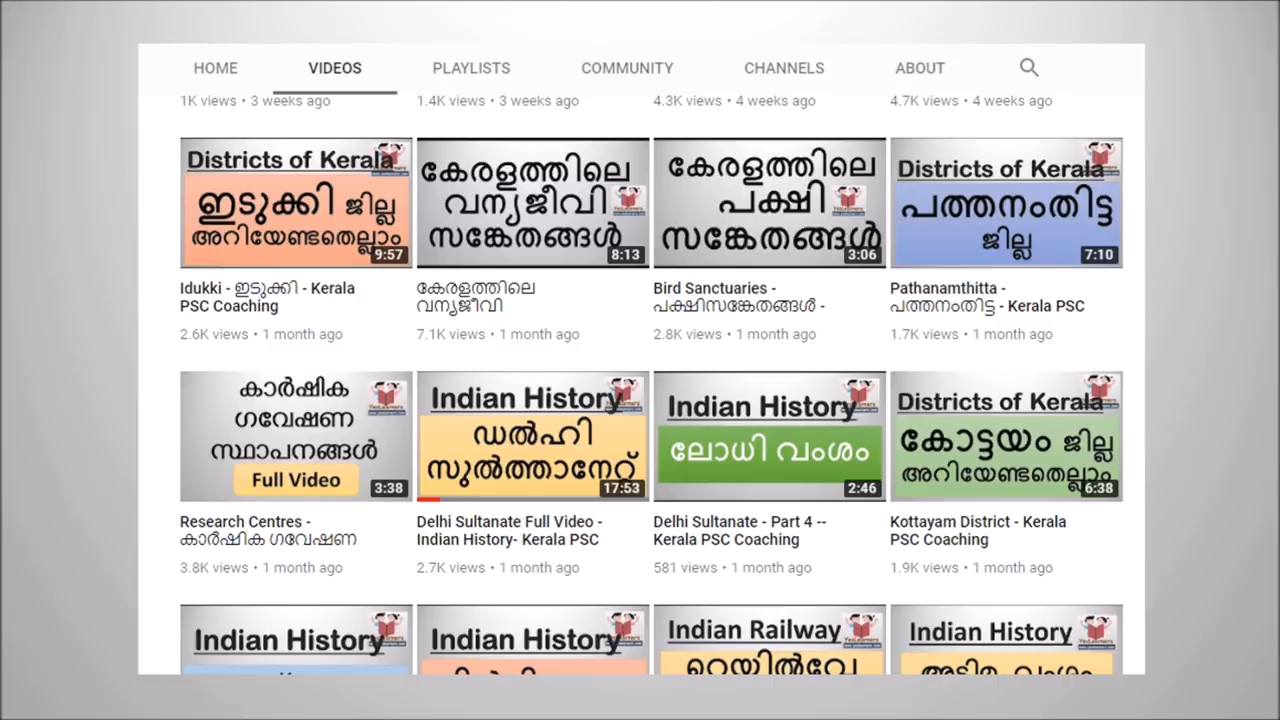 HOME VIDEOS PLAYLISTS COMMUNITY CHANNELS ABOUT
1K views • 3 weeks ago
1.4K views • 3 weeks ago
4.3K views • 4 weeks ago
4.7K views • 4 weeks ago
Districts of Kerala
ഇടുക്കി ജില്ല
അറിയേണ്ടതെല്ലാം
9:57
Idukki - ഇടുക്കി - Kerala
PSC Coaching
2.6K views • 1 month ago
കേരളത്തിലെ
വന്യജീവി
സങ്കേതങ്ങൾ
8:13
കേരളത്തിലെ
വന്യജീവി
7.1K views • 1 month ago
കേരളത്തിലെ
പക്ഷി
സങ്കേതങ്ങൾ
3:06
Bird Sanctuaries -
പക്ഷിസങ്കേതങ്ങൾ -
2.8K views • 1 month ago
Districts of Kerala
പത്തനംതിട്ട
ജില്ല
7:10
Pathanamthitta -
പത്തനംതിട്ട - Kerala PSC
1.7K views • 1 month ago
കാർഷിക
ഗവേഷണ
സ്ഥാപനങ്ങൾ
Full Video
3:38
Research Centres -
കാർഷിക ഗവേഷണ
3.8K views • 1 month ago
Indian History
ഡൽഹി
സുൽത്താനേറ്റ്
17:53
Delhi Sultanate Full Video -
Indian History- Kerala PSC
2.7K views • 1 month ago
Indian History
ലോധി വംശം
2:46
Delhi Sultanate - Part 4 --
Kerala PSC Coaching
581 views • 1 month ago
Districts of Kerala
കോട്ടയം ജില്ല
അറിയേണ്ടതെല്ലാം
6:38
Kottayam District - Kerala
PSC Coaching
1.9K views • 1 month ago
Indian History
Indian History
Indian Railway
റെയിൽവേ
Indian History
അടിമ വംശം